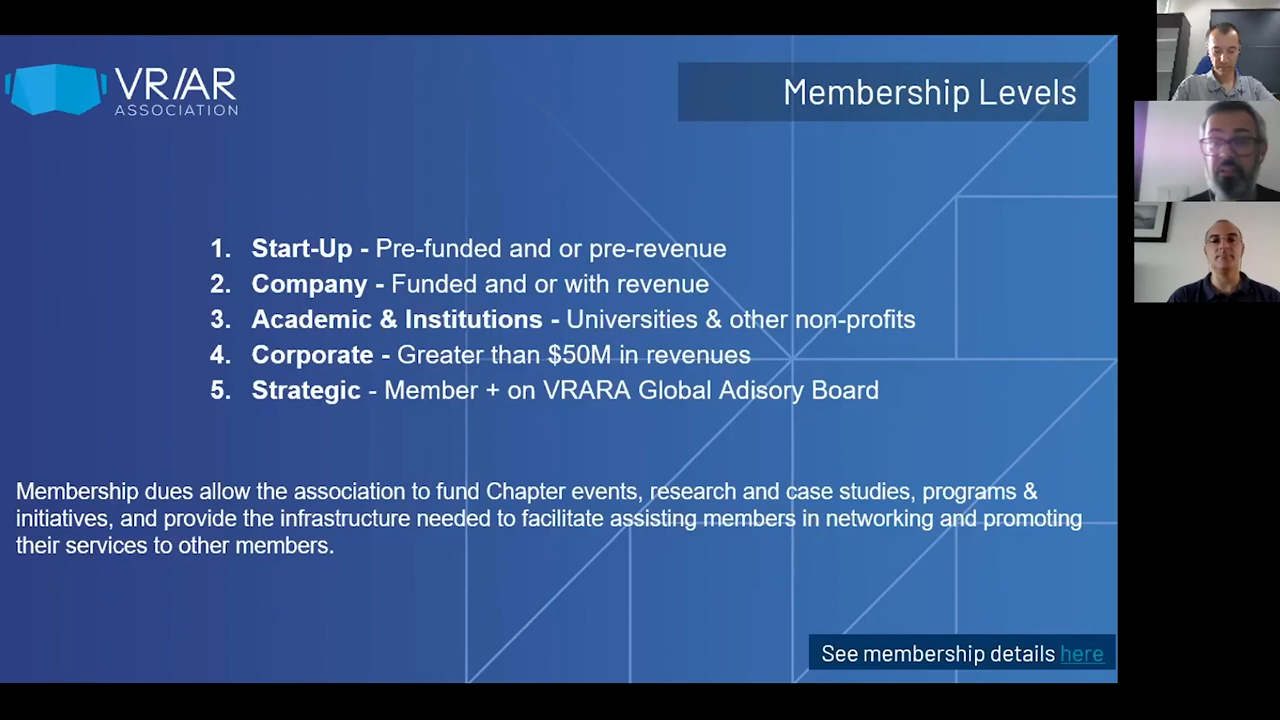 VR/AR
ASSOCIATION
Membership Levels
1. Start-Up - Pre-funded and or pre-revenue
2. Company - Funded and or with revenue
3. Academic & Institutions - Universities & other non-profits
4. Corporate - Greater than $50M in revenues
5. Strategic - Member + on VRARA Global Adisory Board
Membership dues allow the association to fund Chapter events, research and case studies, programs &
initiatives, and provide the infrastructure needed to facilitate assisting members in networking and promoting
their services to other members.
See membership details here